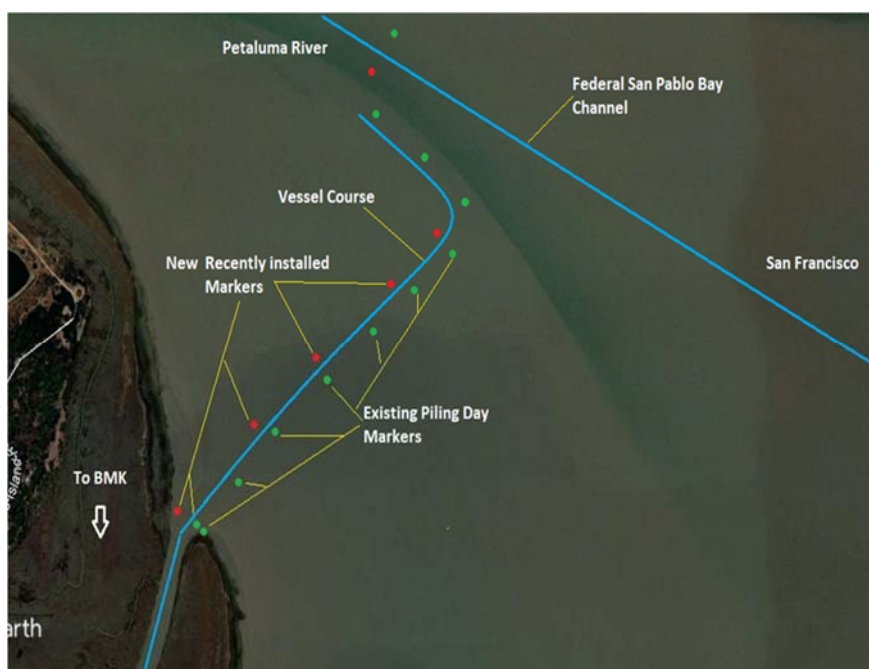 Petaluma River
Federal San Pablo Bay
Channel
Vessel Course
New Recently installed
Markers
San Francisco
Existing Piling Day
Markers
To BMK
arth